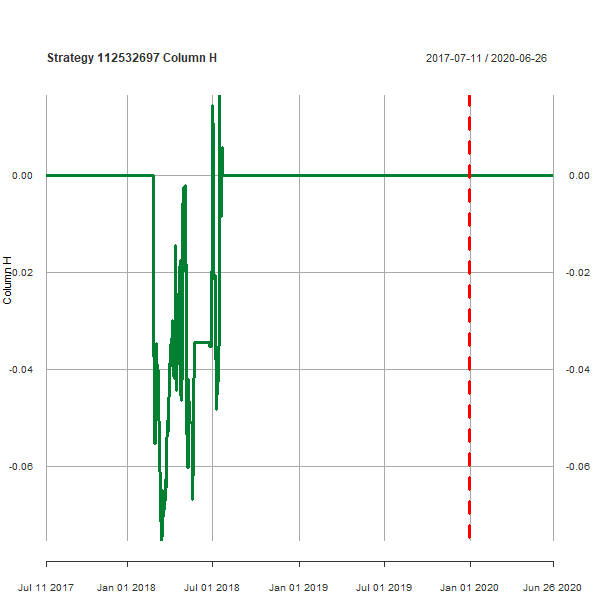 Strategy 112532697 Column H
2017-07-11 / 2020-06-26
0.00 0.00
-0.02 -0.02
Column H
-0.04 -0.04
-0.06 -0.06
Jul 11 2017 Jan 01 2018 Jul 01 2018 Jan 01 2019 Jul 01 2019 Jan 01 2020 Jun 26 2020